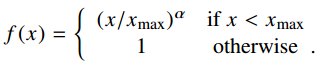 f(x) = { (x/x_max)^α if x < x_max
1 otherwise .